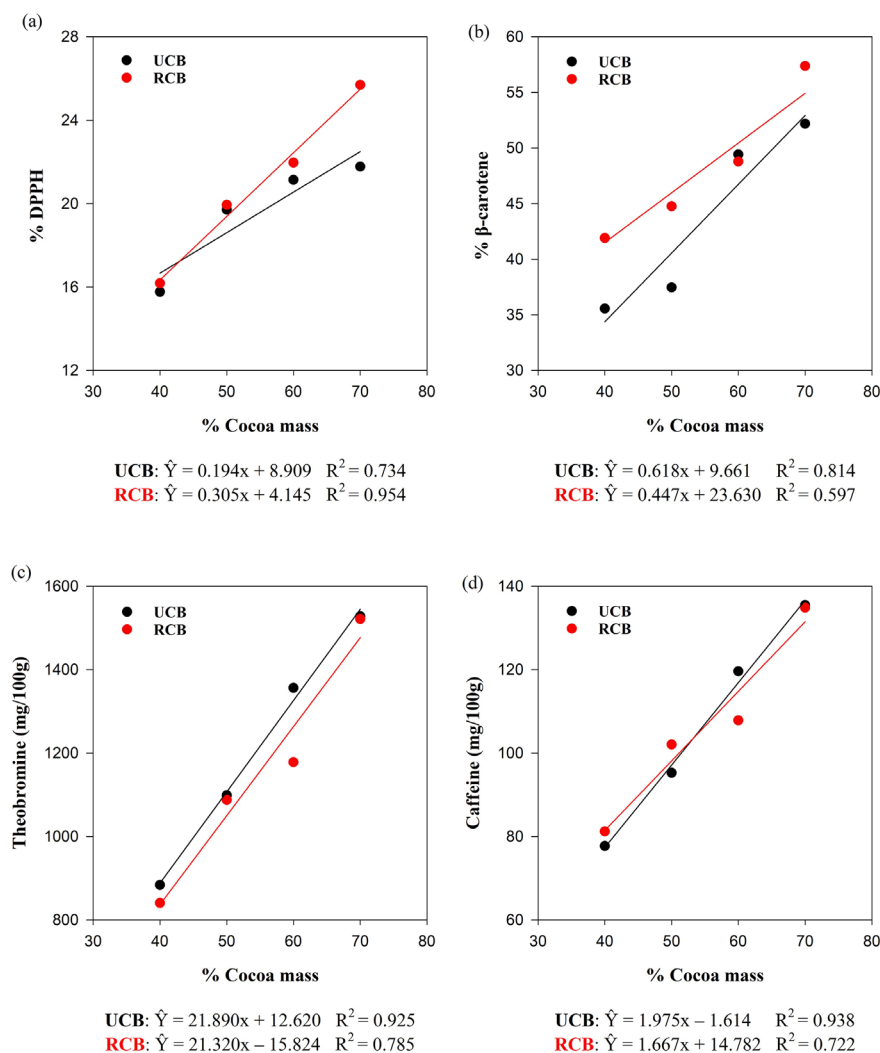 (a)
28
24
20
16
12
% DPPH
UCB
RCB
30 40 50 60 70 80
% Cocoa mass
UCB: Ŷ = 0.194x + 8.909 R² = 0.734
RCB: Ŷ = 0.305x + 4.145 R² = 0.954
(b)
60
55
50
45
40
35
30
% β-carotene
UCB
RCB
30 40 50 60 70 80
% Cocoa mass
UCB: Ŷ = 0.618x + 9.661 R² = 0.814
RCB: Ŷ = 0.447x + 23.630 R² = 0.597
(c)
1600
1400
1200
1000
800
Theobromine (mg/100g)
UCB
RCB
30 40 50 60 70 80
% Cocoa mass
UCB: Ŷ = 21.890x + 12.620 R² = 0.925
RCB: Ŷ = 21.320x – 15.824 R² = 0.785
(d)
140
120
100
80
60
Caffeine (mg/100g)
UCB
RCB
30 40 50 60 70 80
% Cocoa mass
UCB: Ŷ = 1.975x – 1.614 R² = 0.938
RCB: Ŷ = 1.667x + 14.782 R² = 0.722